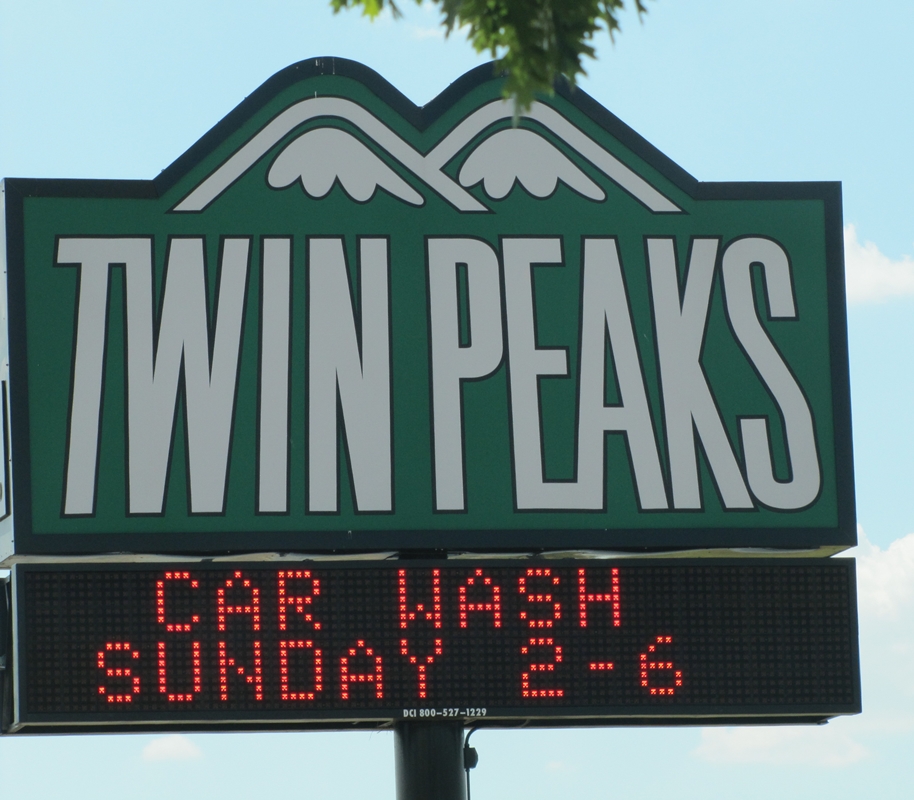 TWIN PEAKS
CAR WASH
SUNDAY 2-6
DCI 800-527-1229